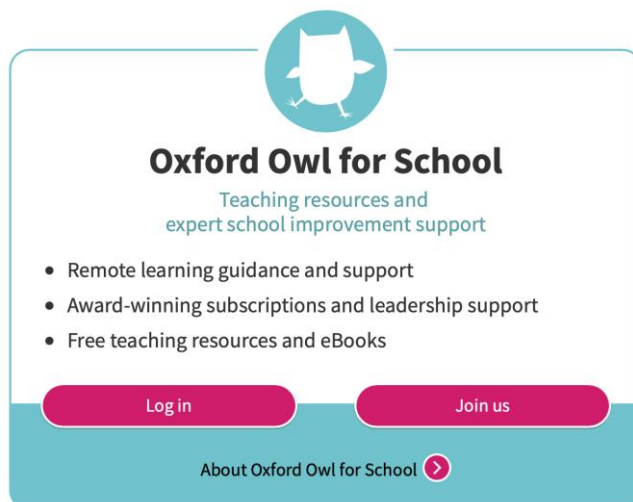 Oxford Owl for School
Teaching resources and
expert school improvement support
• Remote learning guidance and support
• Award-winning subscriptions and leadership support
• Free teaching resources and eBooks
Log in
Join us
About Oxford Owl for School